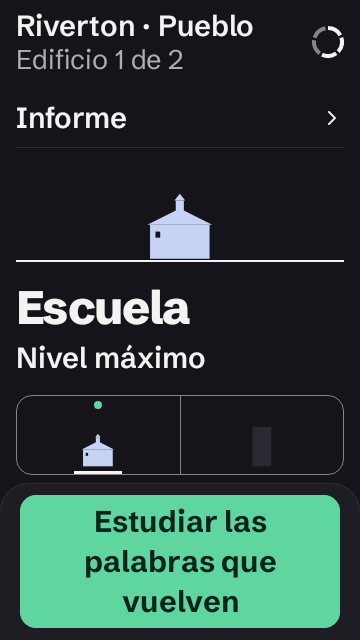 Riverton · Pueblo
Edificio 1 de 2
Informe
Escuela
Nivel máximo
Estudiar las
palabras que
vuelven